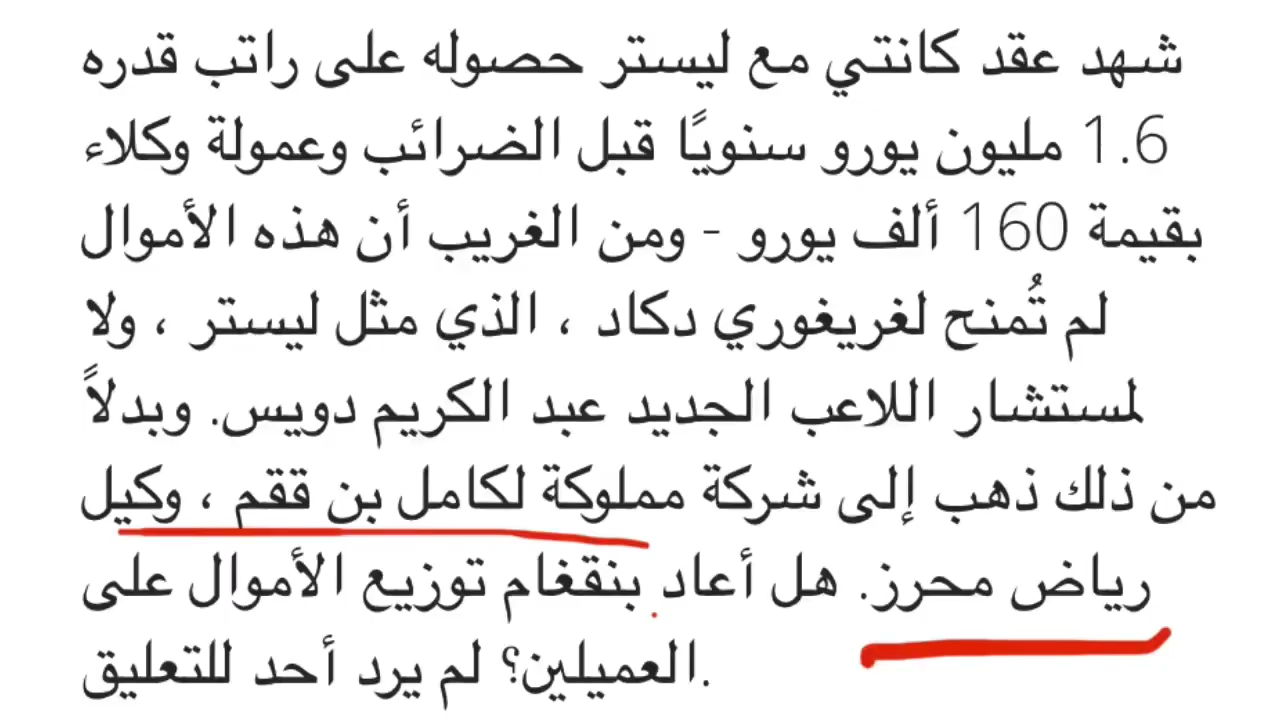 شهد عقد كانتي مع ليستر حصوله على راتب قدره
1.6 مليون يورو سنويًا قبل الضرائب وعمولة وكلاء
بقيمة 160 ألف يورو - ومن الغريب أن هذه الأموال
لم تُمنح لغريغوري دكاد ، الذي مثل ليستر ، ولا
لمستشار اللاعب الجديد عبد الكريم دويس. وبدلاً
من ذلك ذهب إلى شركة مملوكة لكامل بن ققم ، وكيل
رياض محرز. هل أعاد بنقغام توزيع الأموال على
العميلين؟ لم يرد أحد للتعليق.